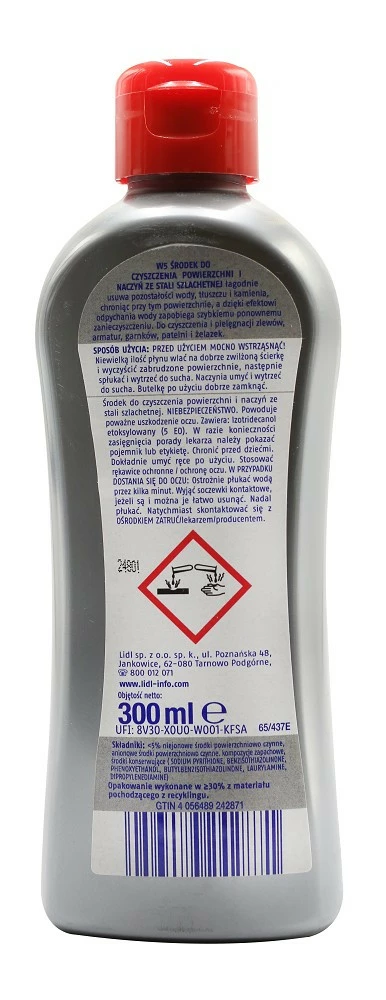 W5 ŚRODEK DO
CZYSZCZENIA POWIERZCHNI I
NACZYŃ ZE STALI SZLACHETNEJ łagodnie
usuwa pozostałości wody, tłuszczu i kamienia,
chroniąc przy tym powierzchnie, a dzięki efektowi
odpychania wody zapobiega szybkiemu ponownemu
zanieczyszczeniu. Do czyszczenia i pielęgnacji zlewów,
armatur, garnków, patelni i żelazek.
SPOSÓB UŻYCIA: PRZED UŻYCIEM MOCNO WSTRZĄSNĄĆ!
Niewielką ilość płynu wlać na dobrze zwilżoną ścierkę
i wyczyścić zabrudzone powierzchnie, następnie
spłukać i wytrzeć do sucha. Naczynia umyć i wytrzeć
do sucha. Butelkę po użyciu dobrze zamknąć.
Środek do czyszczenia powierzchni i naczyń ze
stali szlachetnej. NIEBEZPIECZEŃSTWO. Powoduje
poważne uszkodzenie oczu. Zawiera: Izotridecanol
etoksylowany (5 EO). W razie konieczności
zasięgnięcia porady lekarza należy pokazać
pojemnik lub etykietę. Chronić przed dziećmi.
Dokładnie umyć ręce po użyciu. Stosować
rękawice ochronne / ochronę oczu. W PRZYPADKU
DOSTANIA SIĘ DO OCZU: Ostrożnie płukać wodą
przez kilka minut. Wyjąć soczewki kontaktowe,
jeżeli są i można je łatwo usunąć. Nadal
płukać. Natychmiast skontaktować się z
OŚRODKIEM ZATRUĆ/lekarzem/producentem.
24801
Lidl sp. z o.o. sp. k., ul. Poznańska 48,
Jankowice, 62-080 Tarnowo Podgórne,
☏ 800 012 071
www.lidl-info.com
Objętość netto:
300 ml ℮
UFI: 8V30-X0U0-W001-KFSA 65/437E
Składniki: <5% niejonowe środki powierzchniowo czynne,
anionowe środki powierzchniowo czynne, kompozycje zapachowe,
środki konserwujące (SODIUM PYRITHIONE, BENZISOTHIAZOLINONE,
PHENOXYETHANOL, BUTYLBENZISOTHIAZOLINONE, LAURYLAMINE,
DIPROPYLENEDIAMINE)
Opakowanie wykonane w ≥30% z materiału
pochodzącego z recyklingu.
GTIN 4 056489 242871